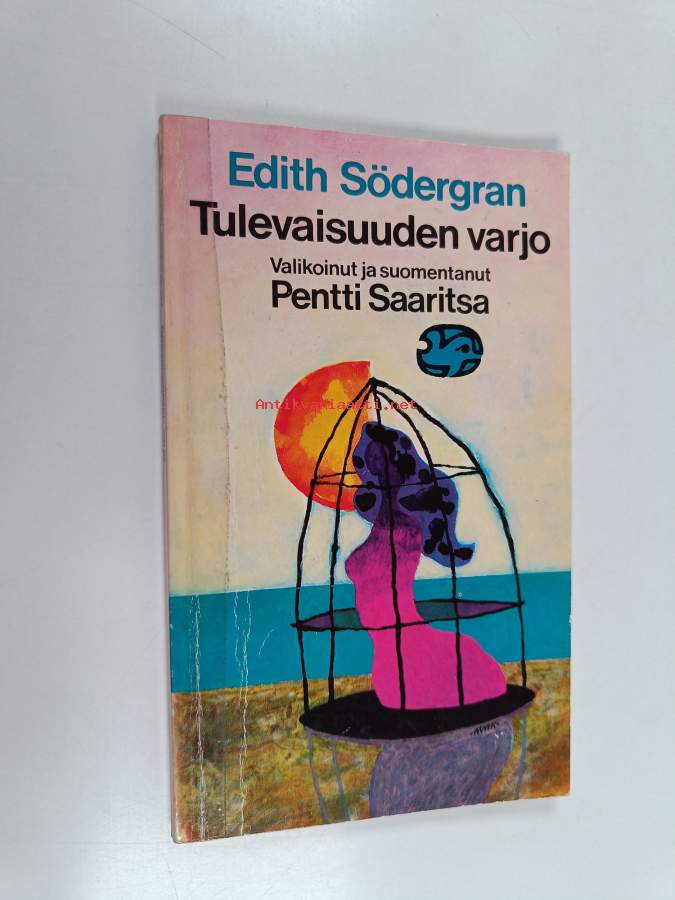 Edith Södergran
Tulevaisuuden varjo
Valikoinut ja suomentanut
Pentti Saaritsa
Antikvariaatti.net